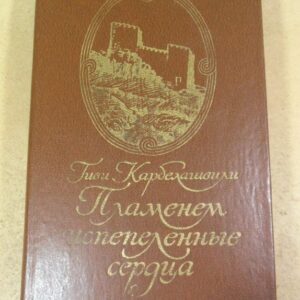 Гиви Карбелашвили
Пламенем
испепеленные
сердца